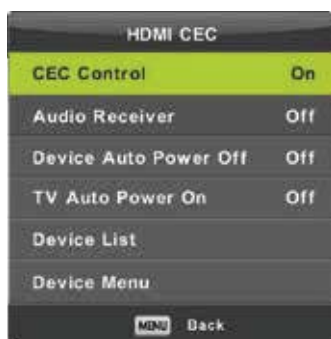 HDMI CEC
CEC Control On
Audio Receiver Off
Device Auto Power Off Off
TV Auto Power On Off
Device List
Device Menu
MENU Back